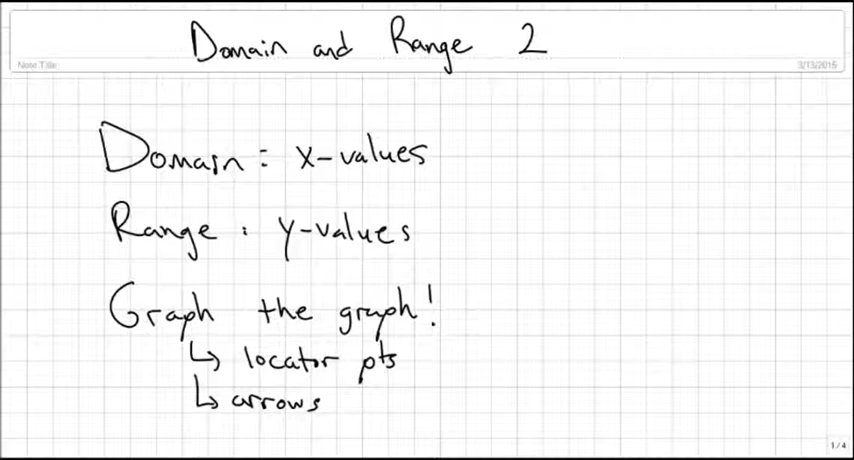 Domain and Range 2
Note Title
3/13/2015
Domain: x-values
Range: y-values
Graph the graph!
↳ locator pts
↳ arrows
1/4